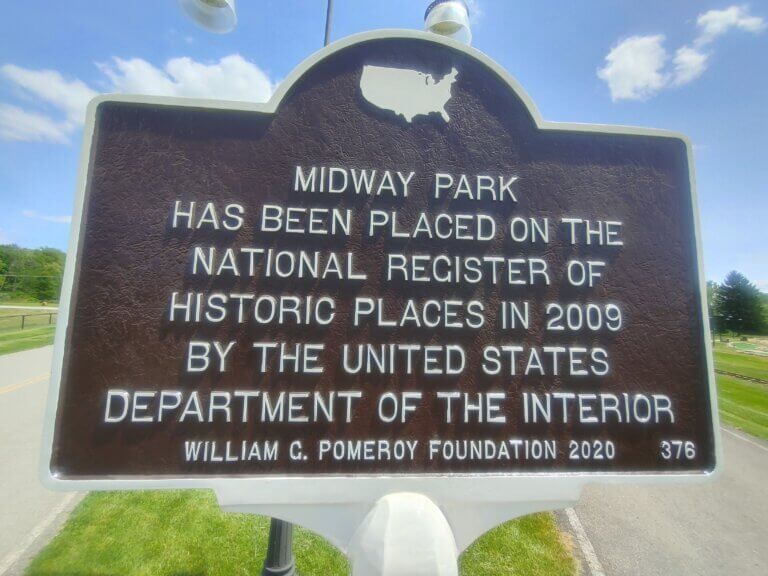 MIDWAY PARK
HAS BEEN PLACED ON THE
NATIONAL REGISTER OF
HISTORIC PLACES IN 2009
BY THE UNITED STATES
DEPARTMENT OF THE INTERIOR
WILLIAM G. POMEROY FOUNDATION 2020 376